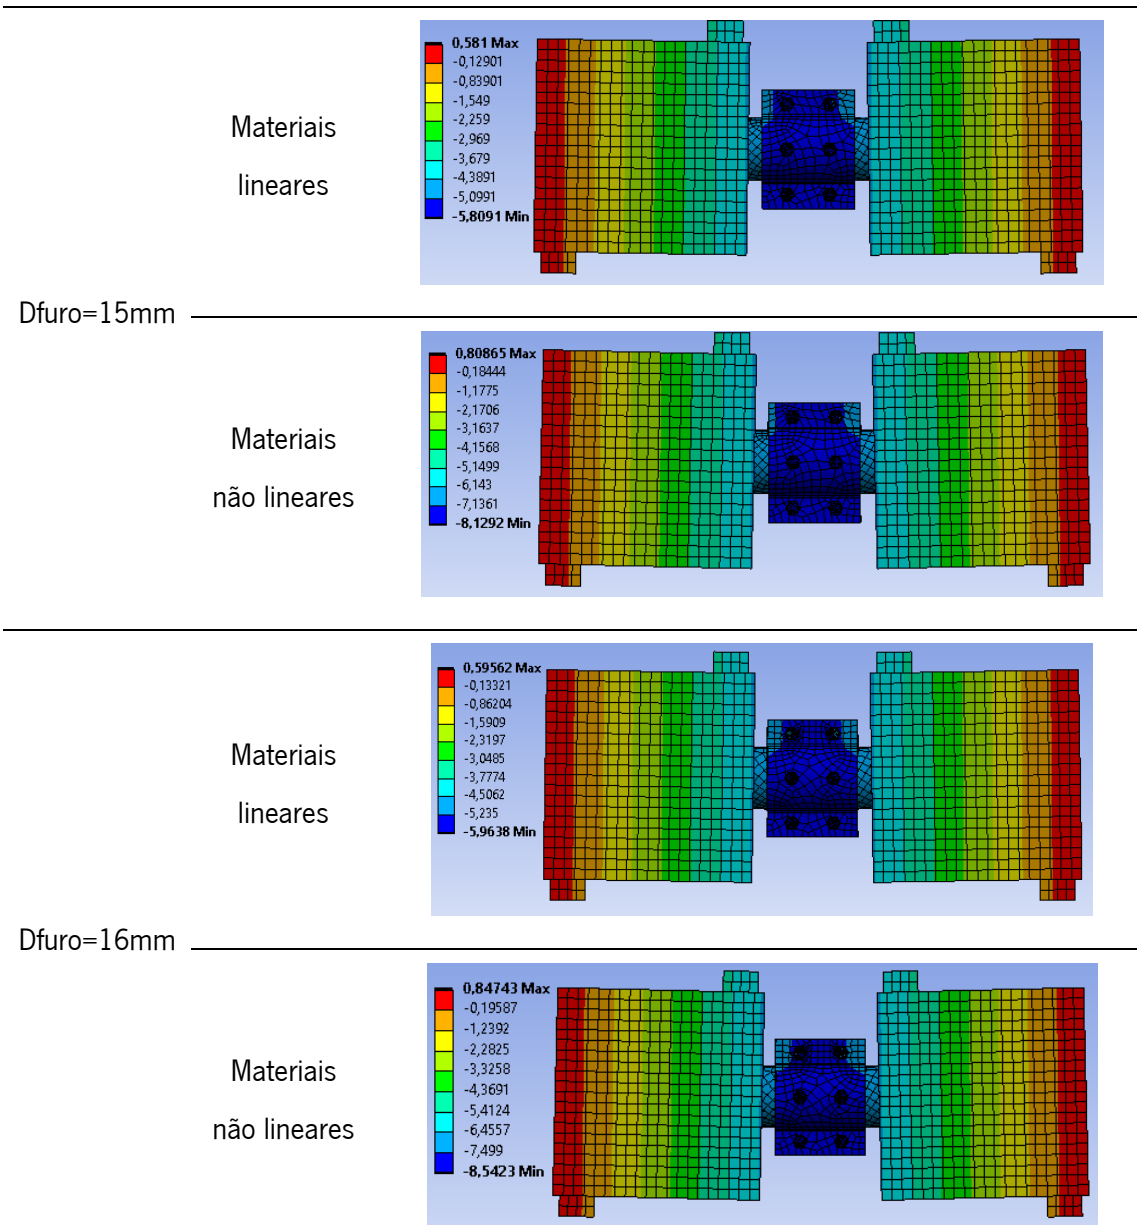 Materiais
lineares
0,581 Max
-0,12901
-0,83901
-1,549
-2,259
-2,969
-3,679
-4,3891
-5,0991
-5,8091 Min
Dfuro=15mm
Materiais
não lineares
0,80865 Max
-0,18444
-1,1775
-2,1706
-3,1637
-4,1568
-5,1499
-6,143
-7,1361
-8,1292 Min
Materiais
lineares
0,59562 Max
-0,13321
-0,86204
-1,5909
-2,3197
-3,0485
-3,7774
-4,5062
-5,235
-5,9638 Min
Dfuro=16mm
Materiais
não lineares
0,84743 Max
-0,19587
-1,2392
-2,2825
-3,3258
-4,3691
-5,4124
-6,4557
-7,499
-8,5423 Min